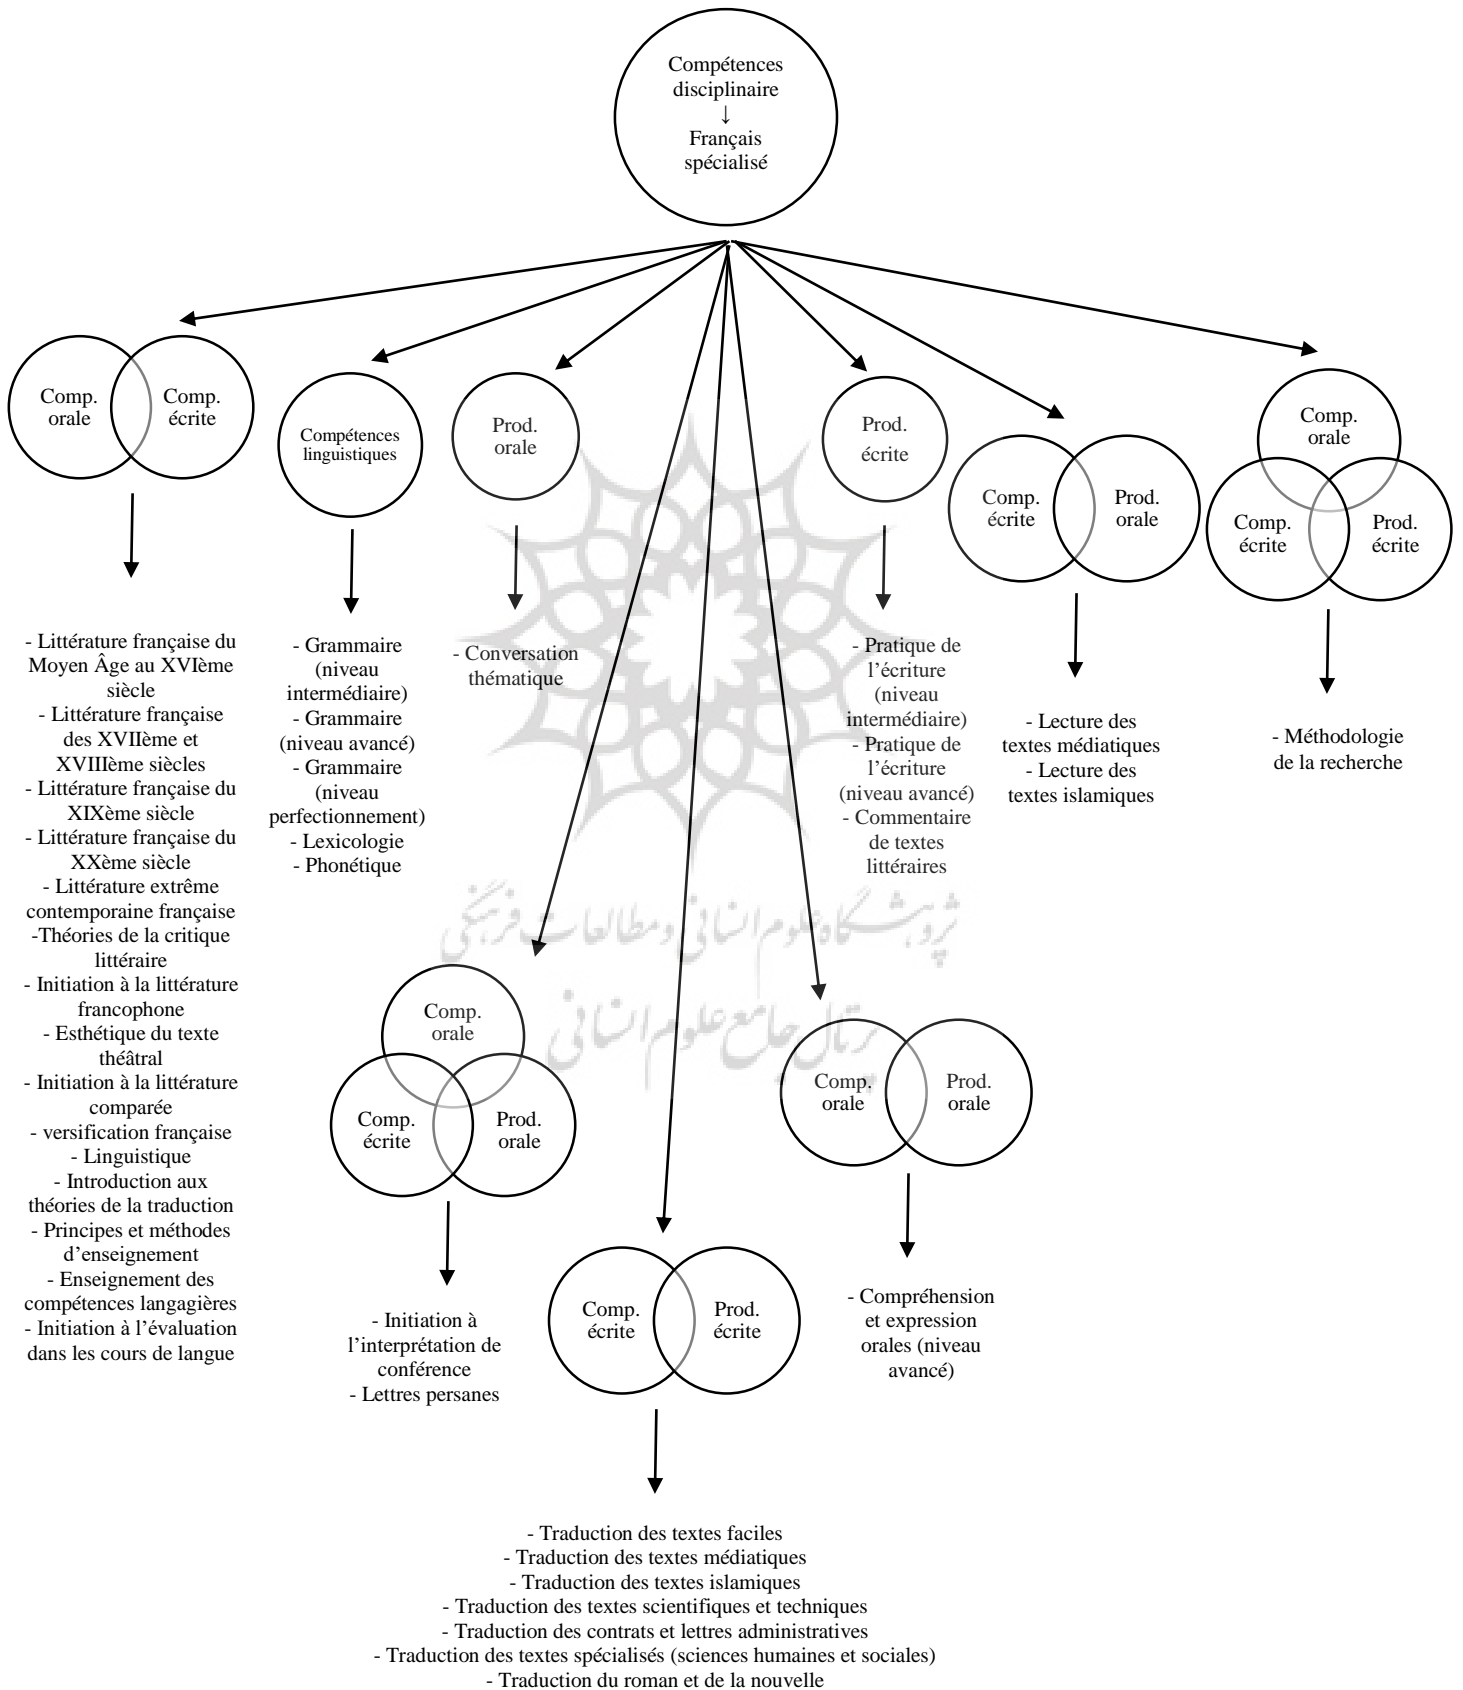 Compétences
disciplinaire
↓
Français
spécialisé
Comp.
orale
Comp.
écrite
Compétences
linguistiques
Prod.
orale
Prod.
écrite
Comp.
écrite
Prod.
orale
Comp.
orale
Comp.
écrite
Prod.
écrite
- Littérature française du
Moyen Âge au XVIème
siècle
- Littérature française
des XVIIème et
XVIIIème siècles
- Littérature française du
XIXème siècle
- Littérature française du
XXème siècle
- Littérature extrême
contemporaine française
-Théories de la critique
littéraire
- Initiation à la littérature
francophone
- Esthétique du texte
théâtral
- Initiation à la littérature
comparée
- versification française
- Linguistique
- Introduction aux
théories de la traduction
- Principes et méthodes
d’enseignement
- Enseignement des
compétences langagières
- Initiation à l’évaluation
dans les cours de langue
- Grammaire
(niveau
intermédiaire)
- Grammaire
(niveau avancé)
- Grammaire
(niveau
perfectionnement)
- Lexicologie
- Phonétique
- Conversation
thématique
- Pratique de
l’écriture
(niveau
intermédiaire)
- Pratique de
l’écriture
(niveau avancé)
- Commentaire
de textes
littéraires
- Lecture des
textes médiatiques
- Lecture des
textes islamiques
- Méthodologie
de la recherche
پژوهشگاه علوم انسانی و مطالعات فرهنگی
پرتال جامع علوم انسانی
Comp.
orale
Comp.
écrite
Prod.
orale
Comp.
orale
Prod.
orale
Comp.
écrite
Prod.
écrite
- Initiation à
l’interprétation de
conférence
- Lettres persanes
- Compréhension
et expression
orales (niveau
avancé)
- Traduction des textes faciles
- Traduction des textes médiatiques
- Traduction des textes islamiques
- Traduction des textes scientifiques et techniques
- Traduction des contrats et lettres administratives
- Traduction des textes spécialisés (sciences humaines et sociales)
- Traduction du roman et de la nouvelle